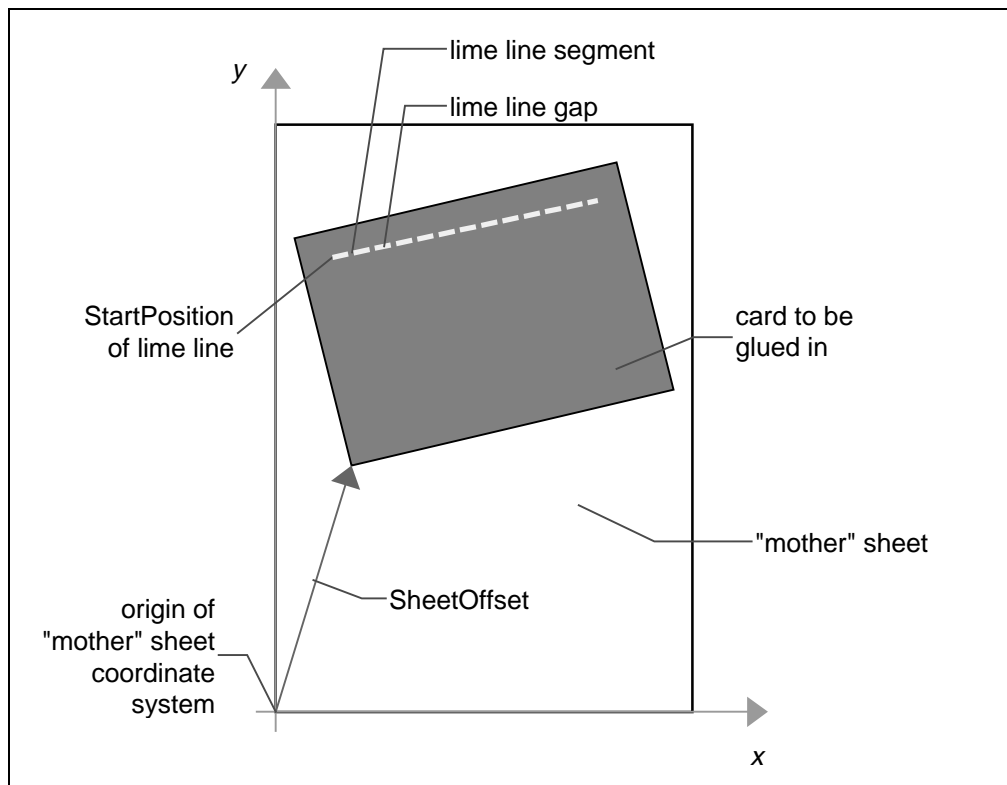 lime line segment
y
lime line gap
StartPosition
of lime line
card to be
glued in
"mother" sheet
SheetOffset
origin of
"mother" sheet
coordinate
system
x